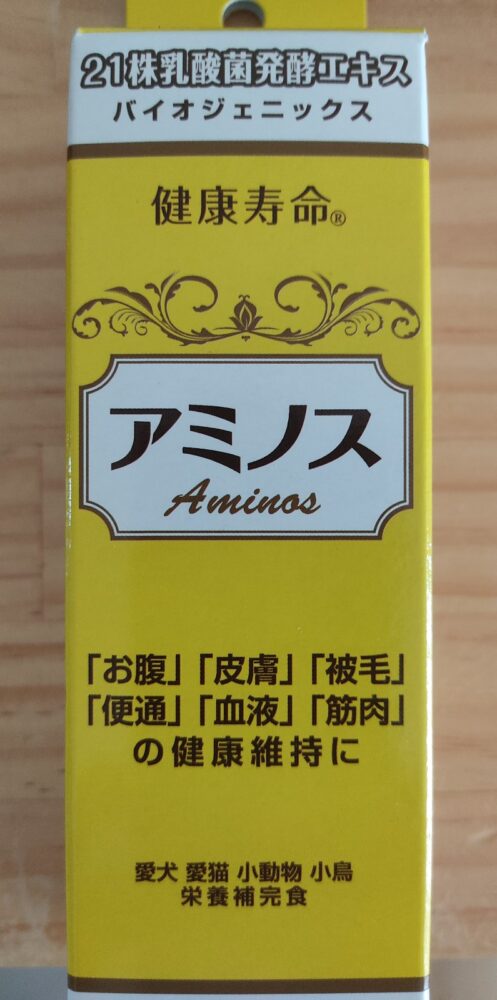 21株乳酸菌発酵エキス
バイオジェニックス
健康寿命®
アミノス
Aminos
「お腹」「皮膚」「被毛」
「便通」「血液」「筋肉」
の健康維持に
愛犬 愛猫 小動物 小鳥
栄養補完食